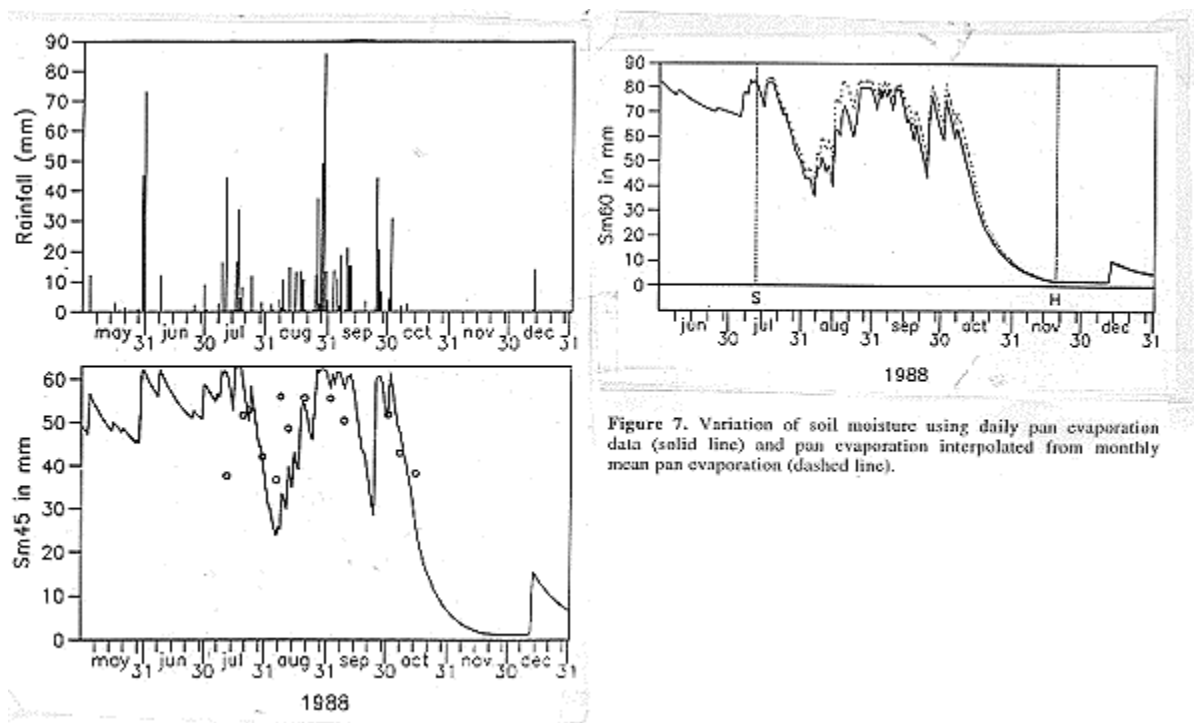 90
80
70
60
50
40
30
20
10
0
Rainfall (mm)
may jun jul aug sep oct nov dec
31 30 31 31 30 31 30 31
60
50
40
30
20
10
0
Sm45 in mm
may jun jul aug sep oct nov dec
31 30 31 31 30 31 30 31
1988
90
80
70
60
50
40
30
20
10
0
Sm60 in mm
S H
jun jul aug sep oct nov dec
30 31 31 30 31 30 31
1988
Figure 7. Variation of soil moisture using daily pan evaporation
data (solid line) and pan evaporation interpolated from monthly
mean pan evaporation (dashed line).